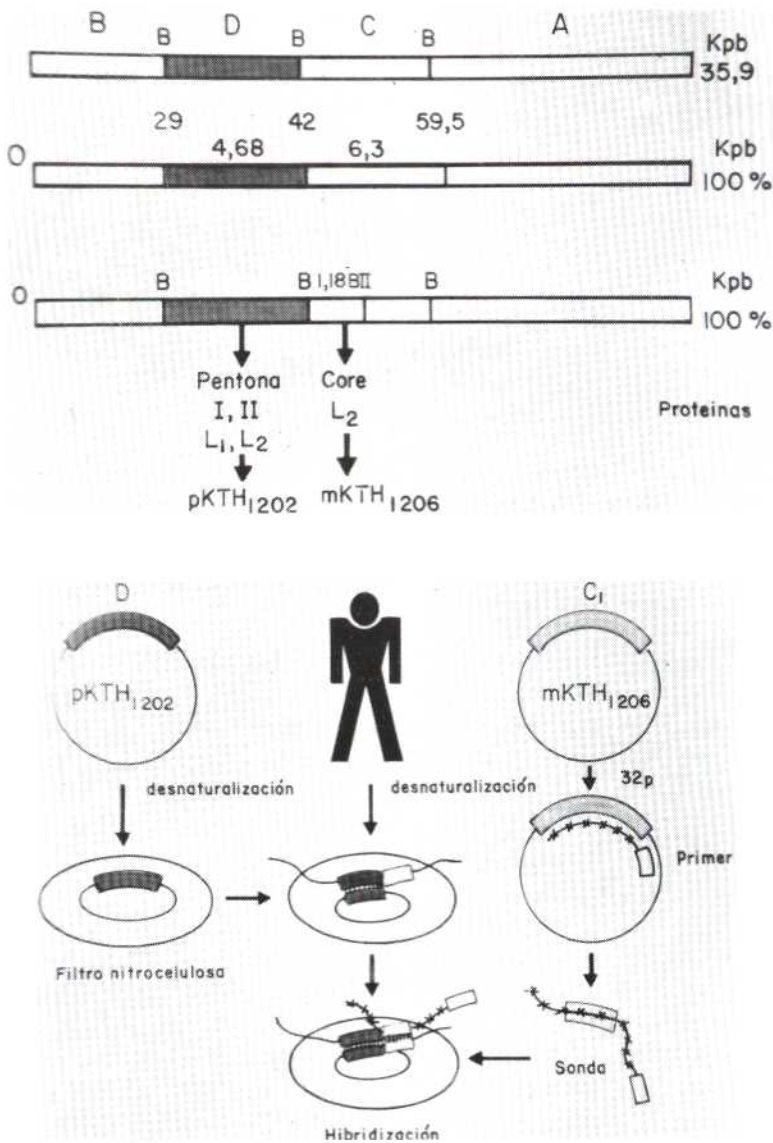 B D C A
B B B Kpb
35,9
29 42 59,5
0 4,68 6,3 Kpb
100 %
0 B B 1,18 BII B Kpb
100 %
Pentona Core
I, II L₂ Proteinas
L₁, L₂
pKTH₁₂₀₂ mKTH₁₂₀₆
D C₁
pKTH₁₂₀₂ mKTH₁₂₀₆
desnaturalización desnaturalización 32p
Primer
Filtro nitrocelulosa
Sonda
Hibridización